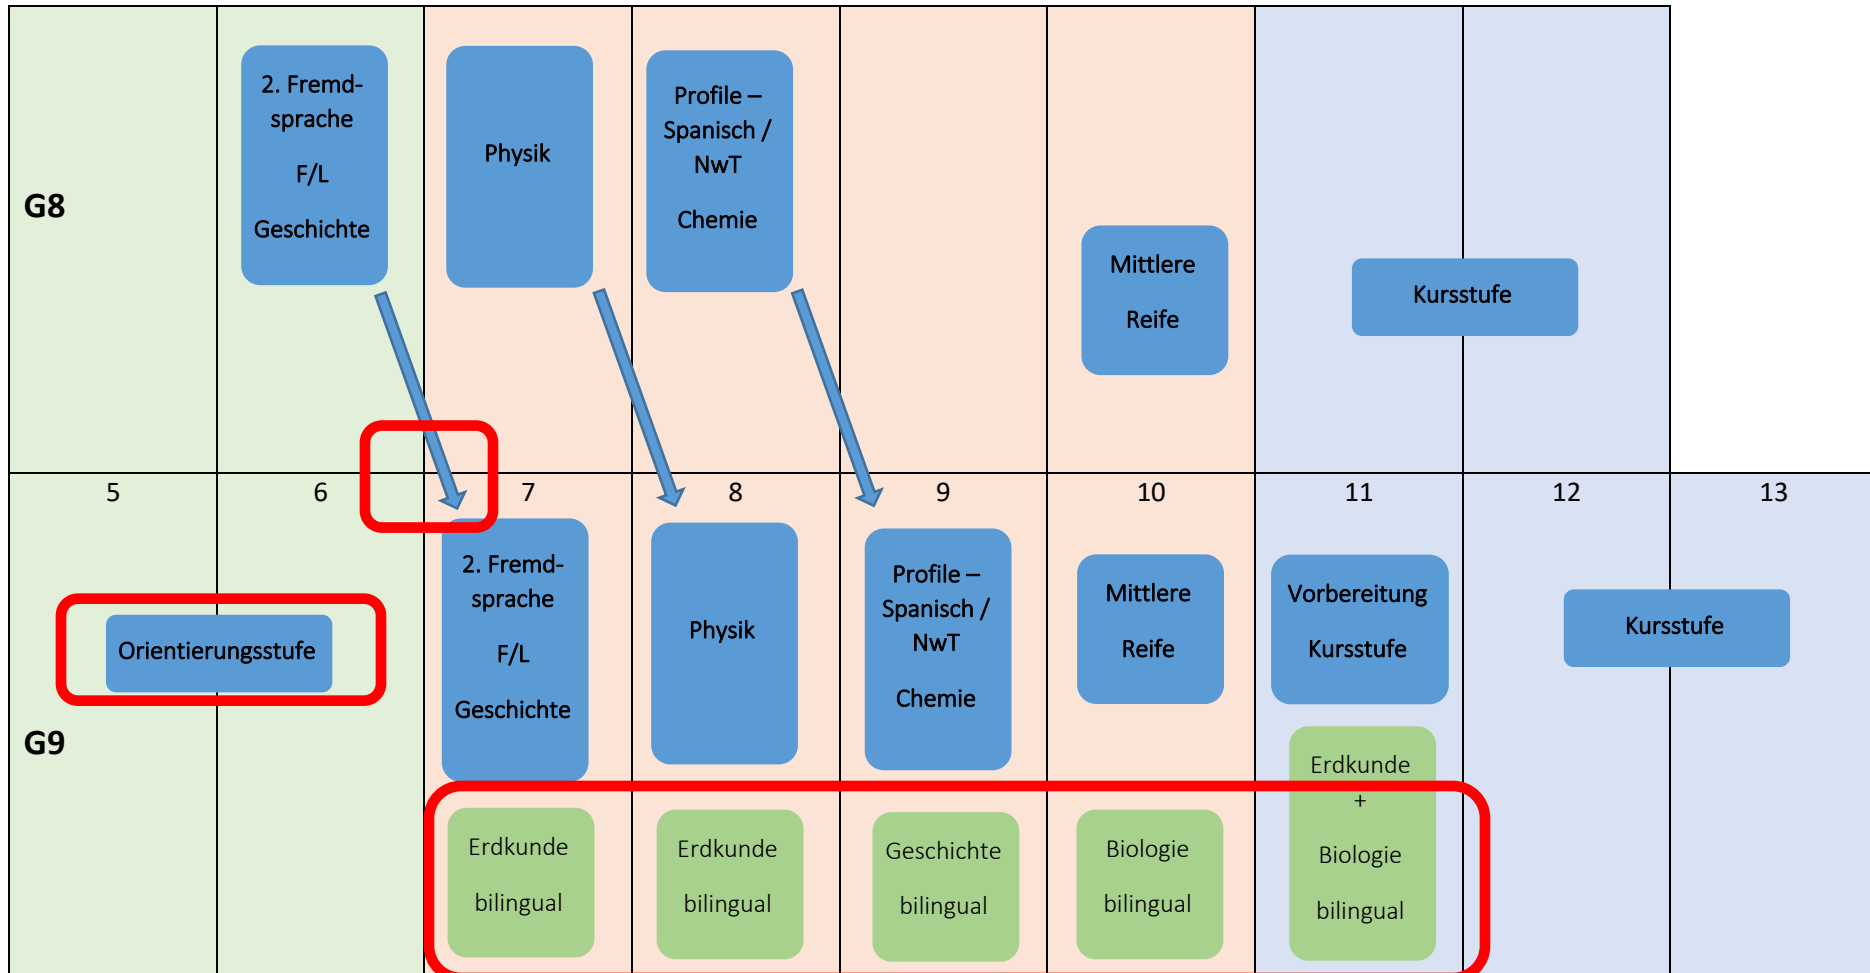 G8
2. Fremd-
sprache
F/L
Geschichte
Physik
Profile –
Spanisch /
NwT
Chemie
Mittlere
Reife
Kursstufe
5
6
7
8
9
10
11
12
13
G9
Orientierungsstufe
2. Fremd-
sprache
F/L
Geschichte
Physik
Profile –
Spanisch /
NwT
Chemie
Mittlere
Reife
Vorbereitung
Kursstufe
Kursstufe
Erdkunde
bilingual
Erdkunde
bilingual
Geschichte
bilingual
Biologie
bilingual
Erdkunde
+
Biologie
bilingual